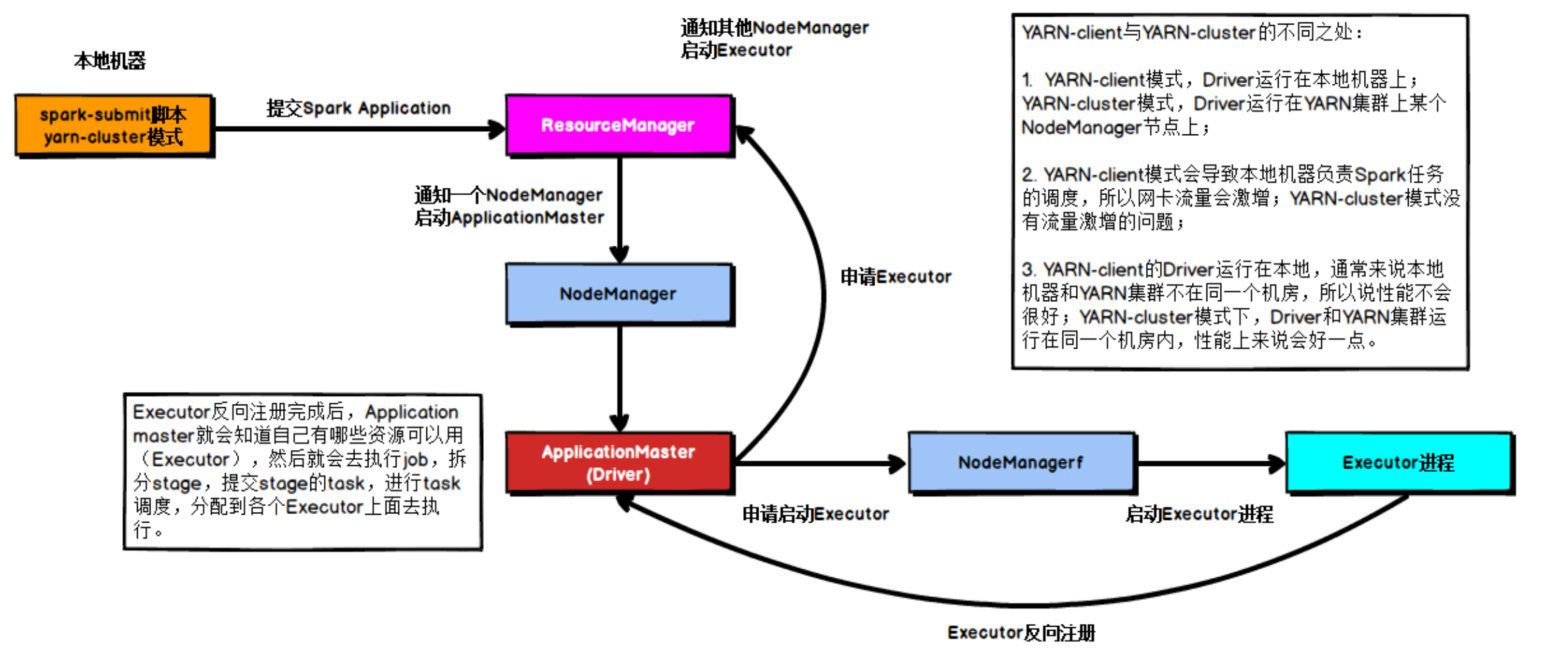 通知其他NodeManager
启动Executor
本地机器
spark-submit脚本
yarn-cluster模式
提交Spark Application
ResourceManager
通知一个NodeManager
启动ApplicationMaster
NodeManager
申请Executor
YARN-client与YARN-cluster的不同之处：
1. YARN-client模式，Driver运行在本地机器上；
YARN-cluster模式，Driver运行在YARN集群上某个
NodeManager节点上；
2. YARN-client模式会导致本地机器负责Spark任务
的调度，所以网卡流量会激增；YARN-cluster模式没
有流量激增的问题；
3. YARN-client的Driver运行在本地，通常来说本地
机器和YARN集群不在同一个机房，所以说性能不会
很好；YARN-cluster模式下，Driver和YARN集群运
行在同一个机房内，性能上来说会好一点。
Executor反向注册完成后，Application
master就会知道自己有哪些资源可以用
（Executor），然后就会去执行job，拆
分stage，提交stage的task，进行task
调度，分配到各个Executor上面去执
行。
ApplicationMaster
(Driver)
申请启动Executor
NodeManagerf
启动Executor进程
Executor进程
Executor反向注册